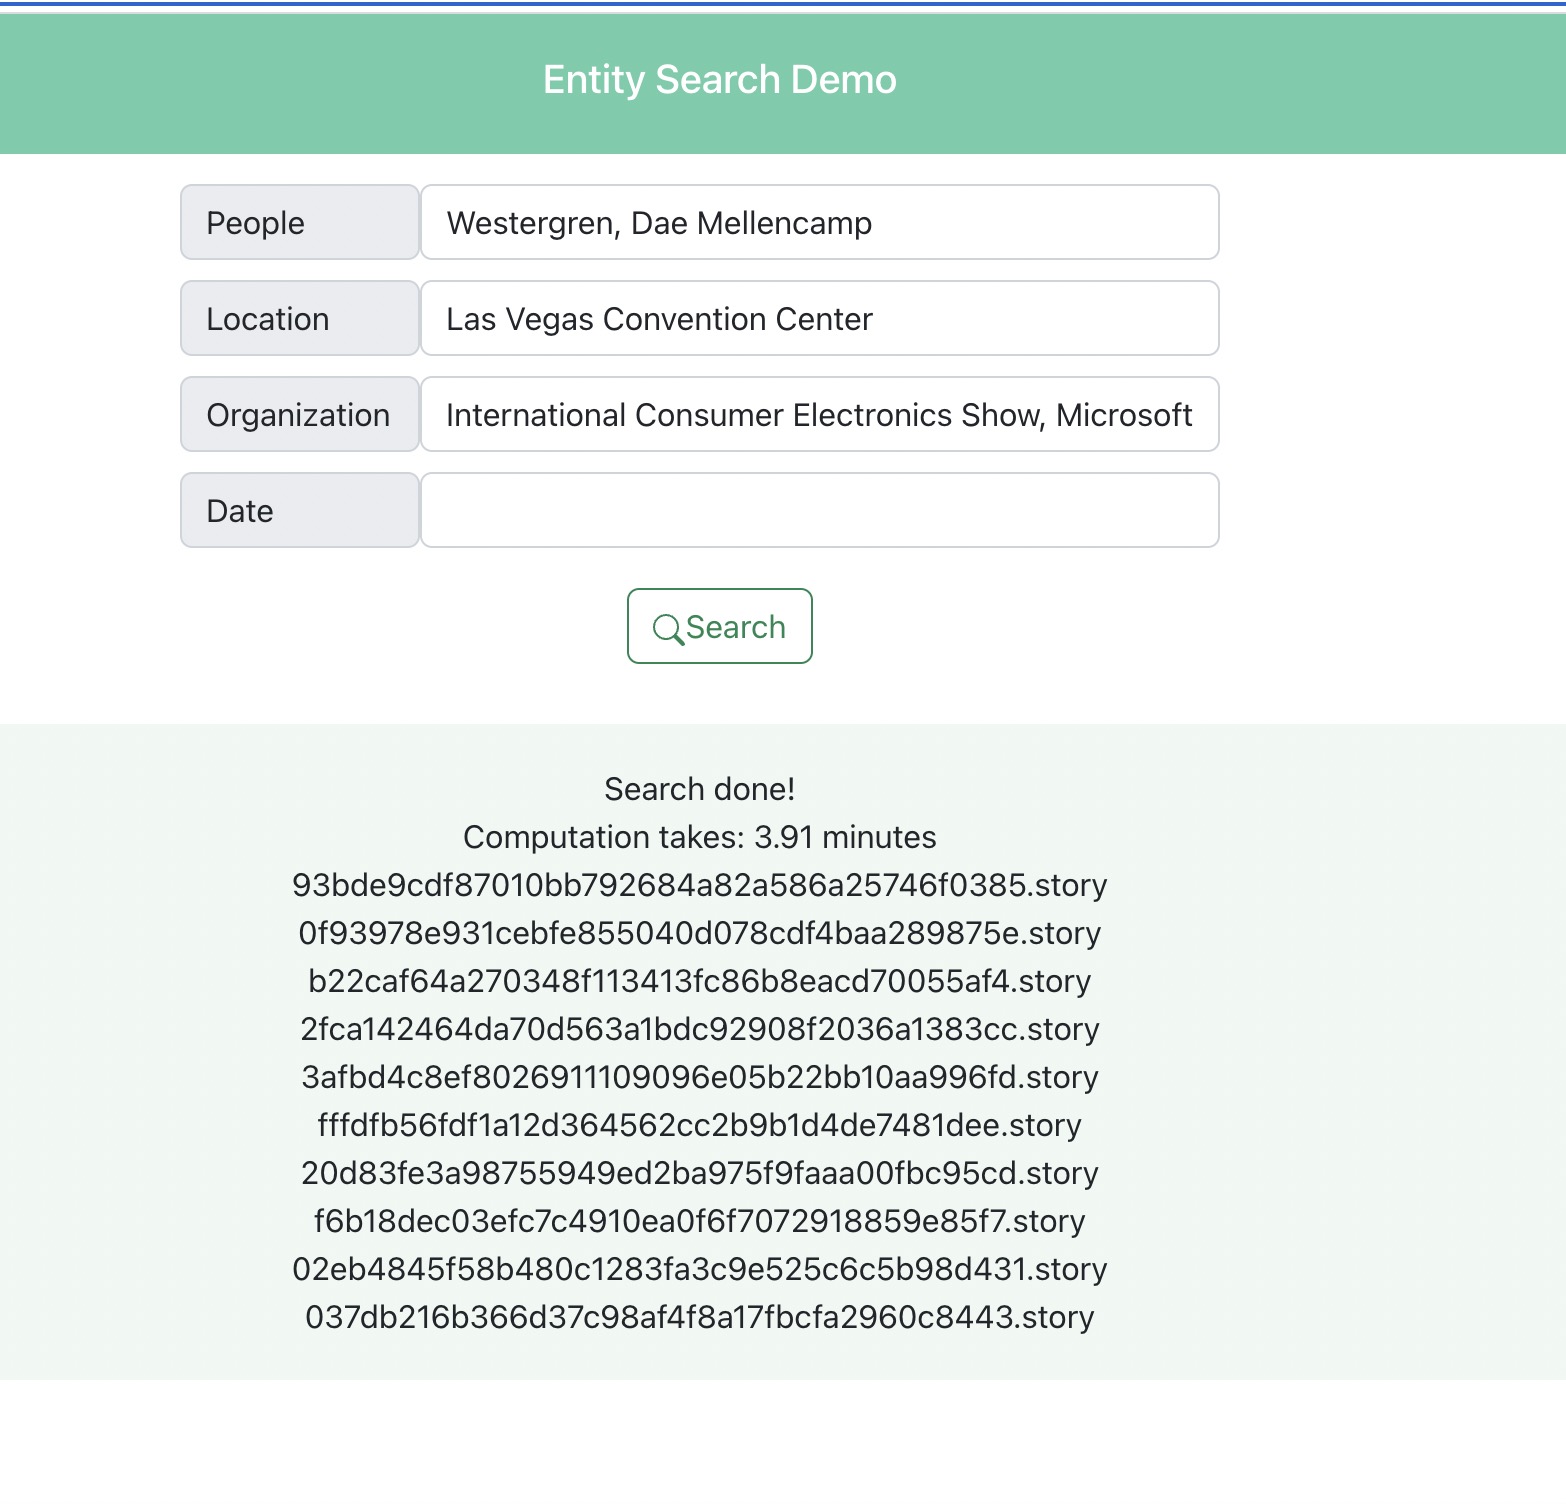 Entity Search Demo
People Westergren, Dae Mellencamp
Location Las Vegas Convention Center
Organization International Consumer Electronics Show, Microsoft
Date
Search
Search done!
Computation takes: 3.91 minutes
93bde9cdf87010bb792684a82a586a25746f0385.story
0f93978e931cebfe855040d078cdf4baa289875e.story
b22caf64a270348f113413fc86b8eacd70055af4.story
2fca142464da70d563a1bdc92908f2036a1383cc.story
3afbd4c8ef8026911109096e05b22bb10aa996fd.story
fffdfb56fdf1a12d364562cc2b9b1d4de7481dee.story
20d83fe3a98755949ed2ba975f9faaa00fbc95cd.story
f6b18dec03efc7c4910ea0f6f7072918859e85f7.story
02eb4845f58b480c1283fa3c9e525c6c5b98d431.story
037db216b366d37c98af4f8a17fbcfa2960c8443.story